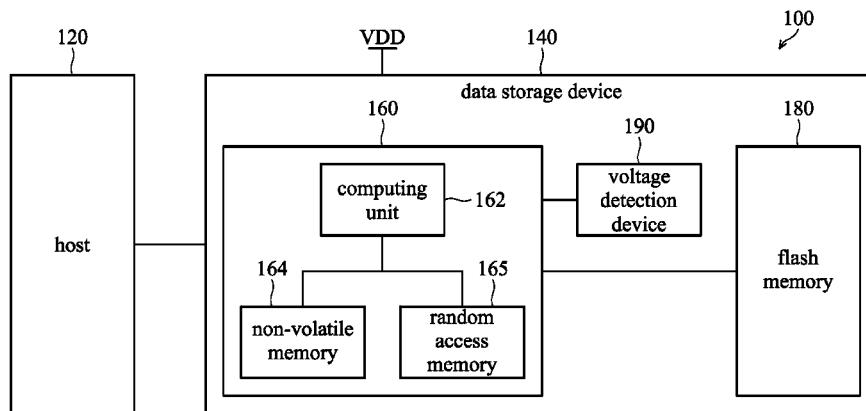 100
120
VDD
140
data storage device
160
190
180
computing
unit
162
voltage
detection
device
host
flash
memory
164
165
non-volatile
memory
random
access
memory